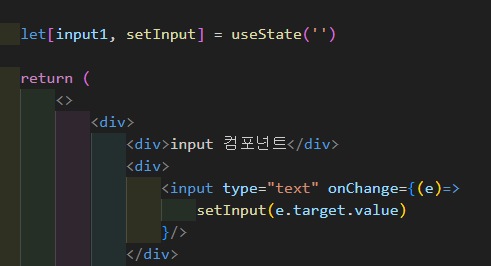 let[input1, setInput] = useState('')
return (
<>
<div>
<div>input 컴포넌트</div>
<div>
<input type="text" onChange={(e)=>
setInput(e.target.value)
}/>
</div>